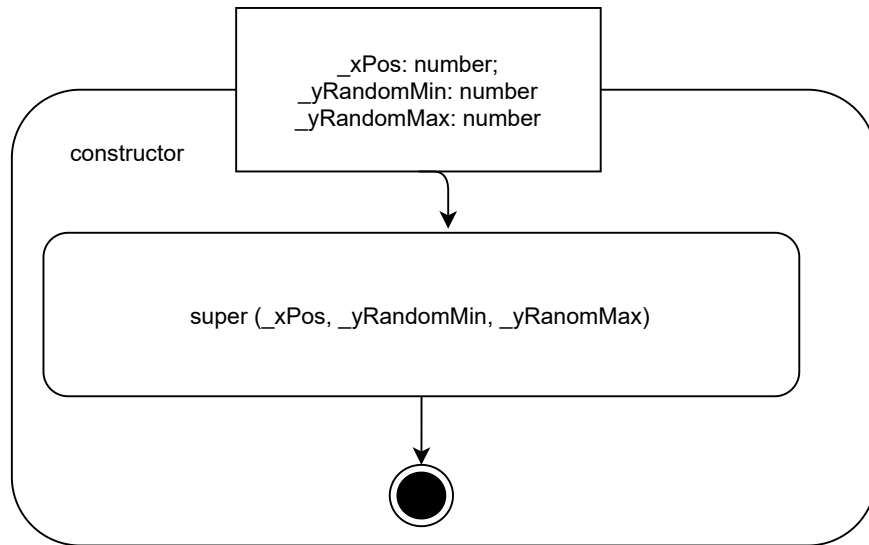 _xPos: number;
_yRandomMin: number
_yRandomMax: number
constructor
super (_xPos, _yRandomMin, _yRanomMax)